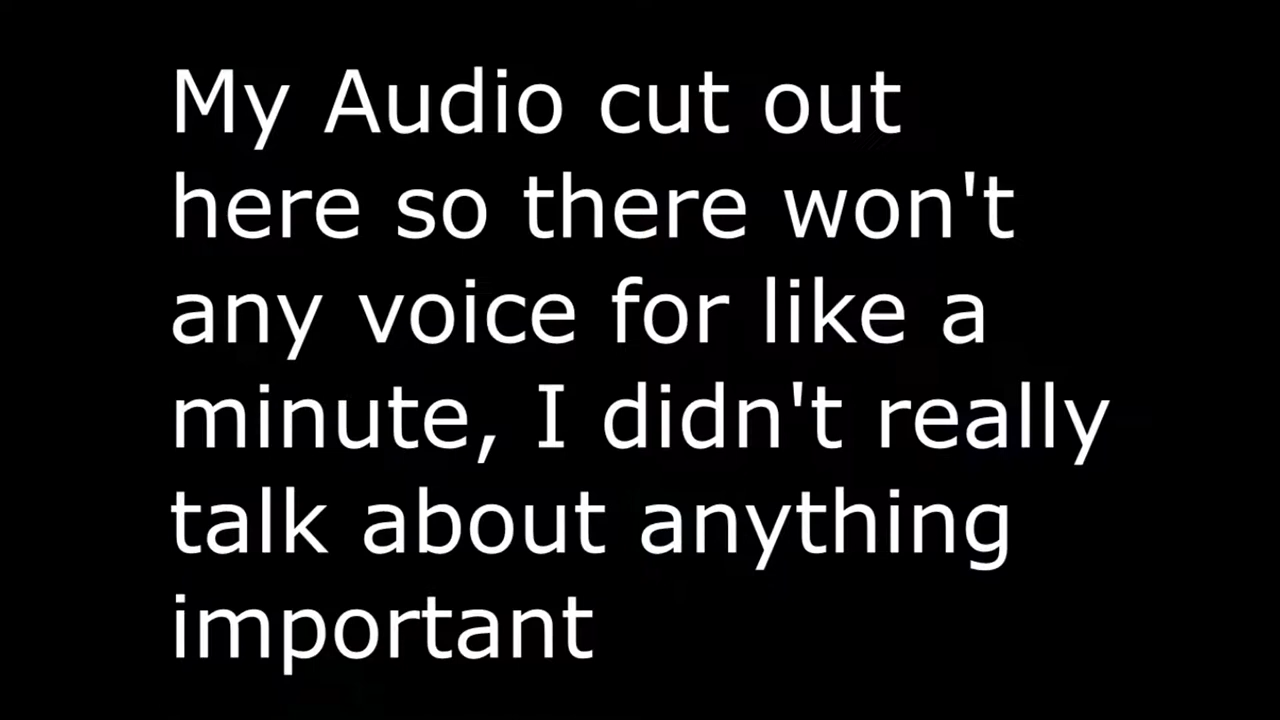 My Audio cut out
here so there won't
any voice for like a
minute, I didn't really
talk about anything
important